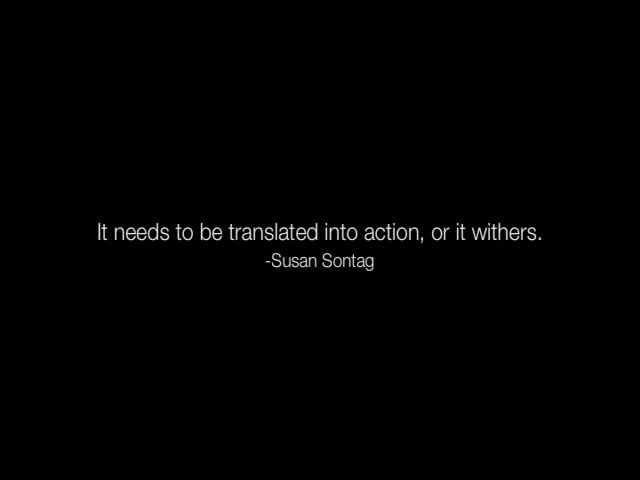 It needs to be translated into action, or it withers.
-Susan Sontag